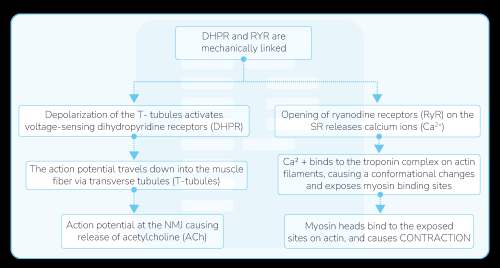 DHPR and RYR are
mechanically linked
Depolarization of the T- tubules activates
voltage-sensing dihydropyridine receptors (DHPR)
The action potential travels down into the muscle
fiber via transverse tubules (T-tubules)
Action potential at the NMJ causing
release of acetylcholine (ACh)
Opening of ryanodine receptors (RyR) on the
SR releases calcium ions (Ca²⁺)
Ca² + binds to the troponin complex on actin
filaments, causing a conformational changes
and exposes myosin binding sites
Myosin heads bind to the exposed
sites on actin, and causes CONTRACTION